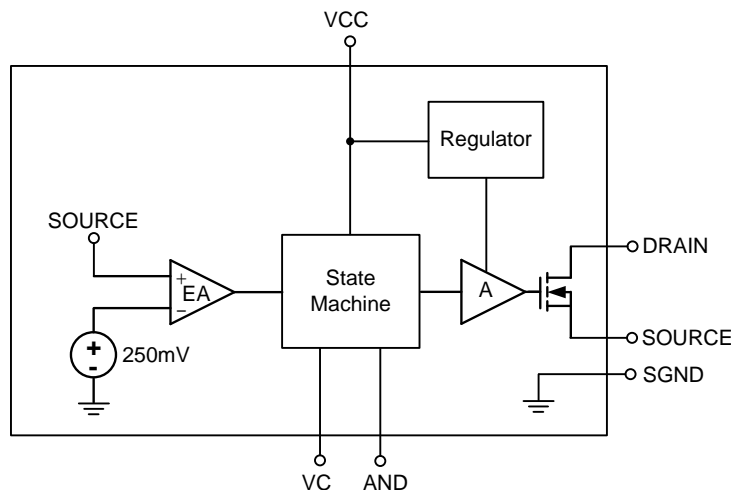 VCC
Regulator
SOURCE
+
EA
−
State
Machine
A
DRAIN
SOURCE
SGND
+
-
250mV
VC
AND